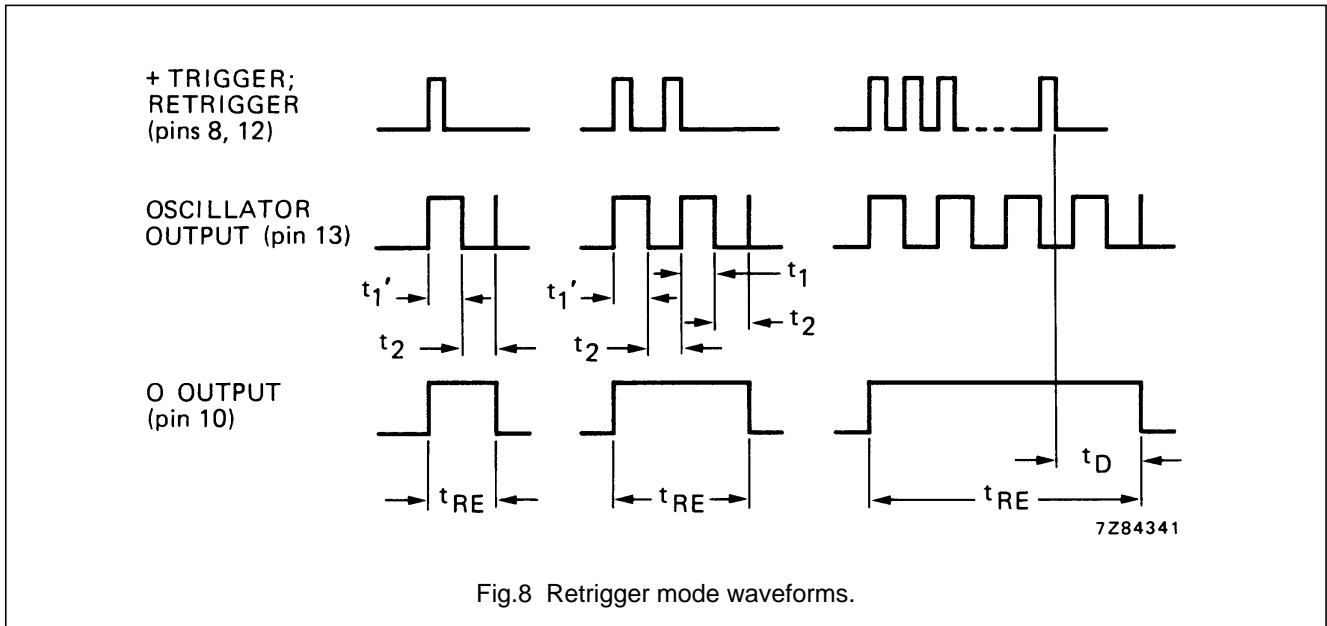 + TRIGGER;
RETRIGGER
(pins 8, 12)
OSCILLATOR
OUTPUT (pin 13)
t1' t1' t1
t2 t2 t2
O OUTPUT
(pin 10)
tD
tRE tRE tRE
7Z84341
Fig.8 Retrigger mode waveforms.